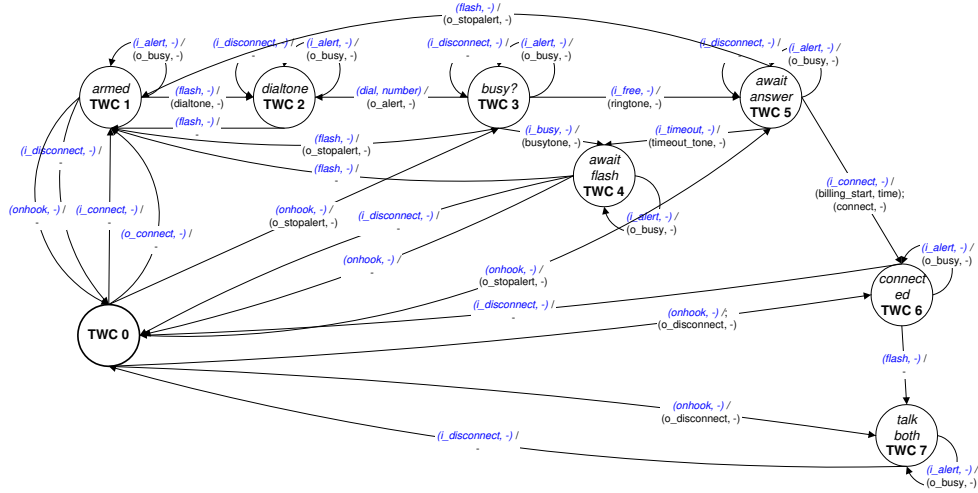 (flash, -) /
(o_stopalert, -)
(i_alert, -) /
(o_busy, -)
(i_disconnect, -) /
-
(i_alert, -) /
(o_busy, -)
(i_disconnect, -) /
-
(i_alert, -) /
(o_busy, -)
(i_disconnect, -) /
-
(i_alert, -) /
(o_busy, -)
armed
TWC 1
(flash, -) /
(dialtone, -)
dialtone
TWC 2
(dial, number) /
(o_alert, -)
busy?
TWC 3
(i_free, -) /
(ringtone, -)
await
answer
TWC 5
(flash, -) /
-
(i_disconnect, -) /
-
(flash, -) /
(o_stopalert, -)
(i_busy, -) /
(busytone, -)
(i_timeout, -) /
(timeout_tone, -)
(flash, -) /
-
await
flash
TWC 4
(i_connect, -) /
(billing_start, time);
(connect, -)
(onhook, -) /
-
(i_connect, -) /
-
(o_connect, -) /
-
(onhook, -) /
(o_stopalert, -)
(i_disconnect, -) /
-
(i_alert, -) /
(o_busy, -)
(onhook, -) /
-
(onhook, -) /
(o_stopalert, -)
(i_alert, -) /
(o_busy, -)
connect
ed
TWC 6
(i_disconnect, -) /
-
(onhook, -) /;
(o_disconnect, -)
TWC 0
(flash, -) /
-
(onhook, -) /
(o_disconnect, -)
(i_disconnect, -) /
-
talk
both
TWC 7
(i_alert, -) /
(o_busy, -)